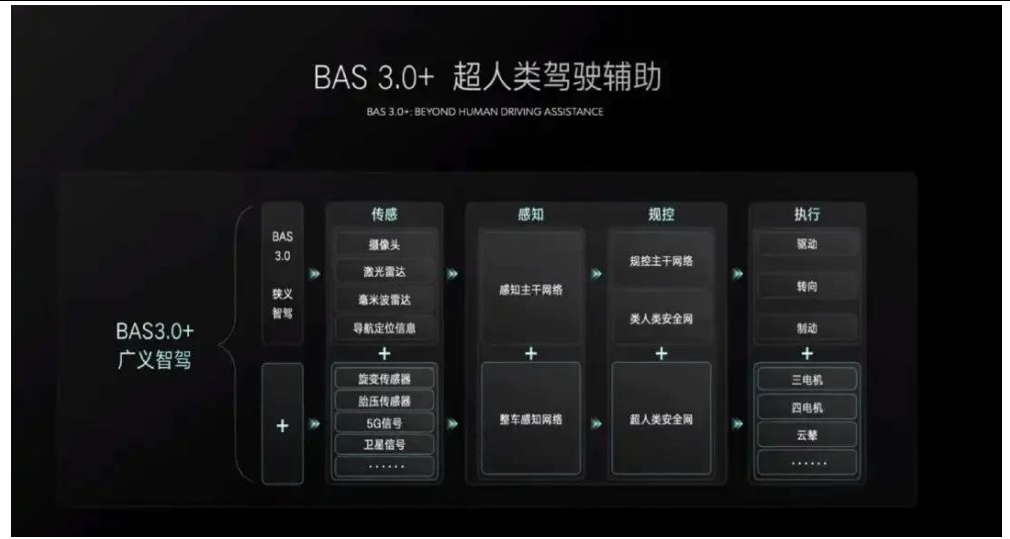 BAS 3.0+ 超人类驾驶辅助
BAS 3.0+: BEYOND HUMAN DRIVING ASSISTANCE
BAS3.0+
广义智驾
BAS
3.0
狭义
智驾
+
传感
摄像头
激光雷达
毫米波雷达
导航定位信息
+
旋变传感器
胎压传感器
5G信号
卫星信号
......
感知
感知主干网络
+
整车感知网络
规控
规控主干网络
类人类安全网
+
超人类安全网
执行
驱动
转向
制动
+
三电机
四电机
云辇
......